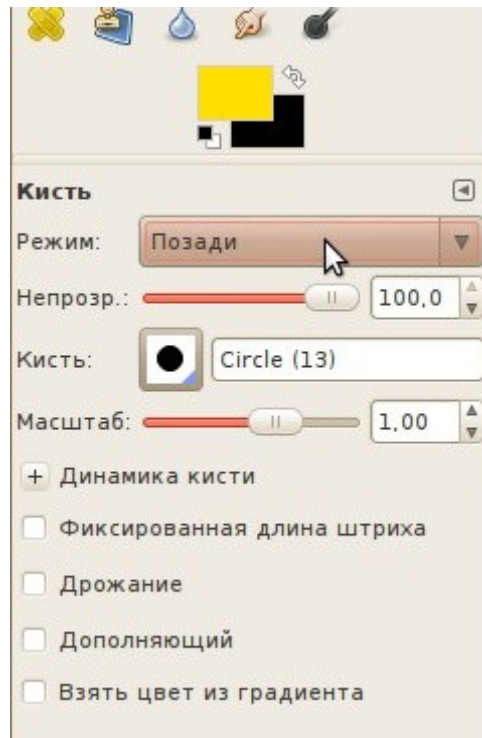 Кисть
Режим: Позади
Непрозр.: 100,0
Кисть: Circle (13)
Масштаб: 1,00
Динамика кисти
Фиксированная длина штриха
Дрожание
Дополняющий
Взять цвет из градиента